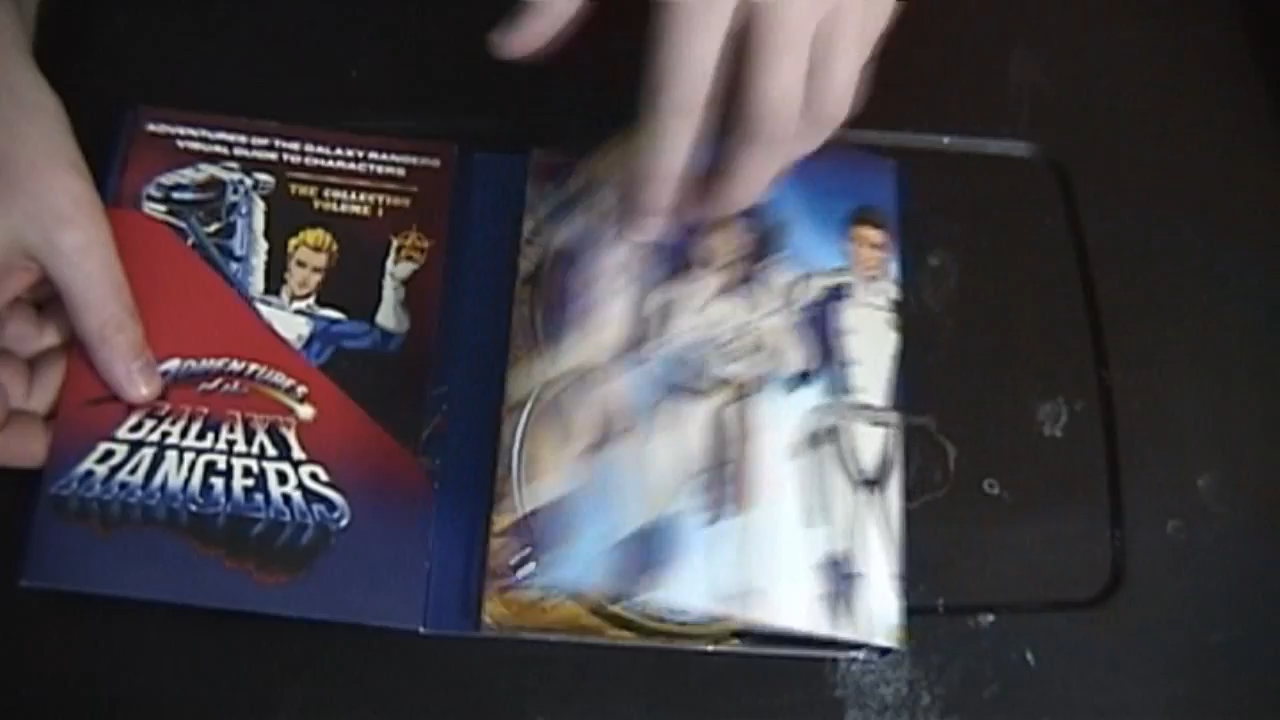 ADVENTURES OF THE GALAXY RANGERS
VISUAL GUIDE TO CHARACTERS
THE COLLECTION
VOLUME 1
ADVENTURES
of the
GALAXY
RANGERS